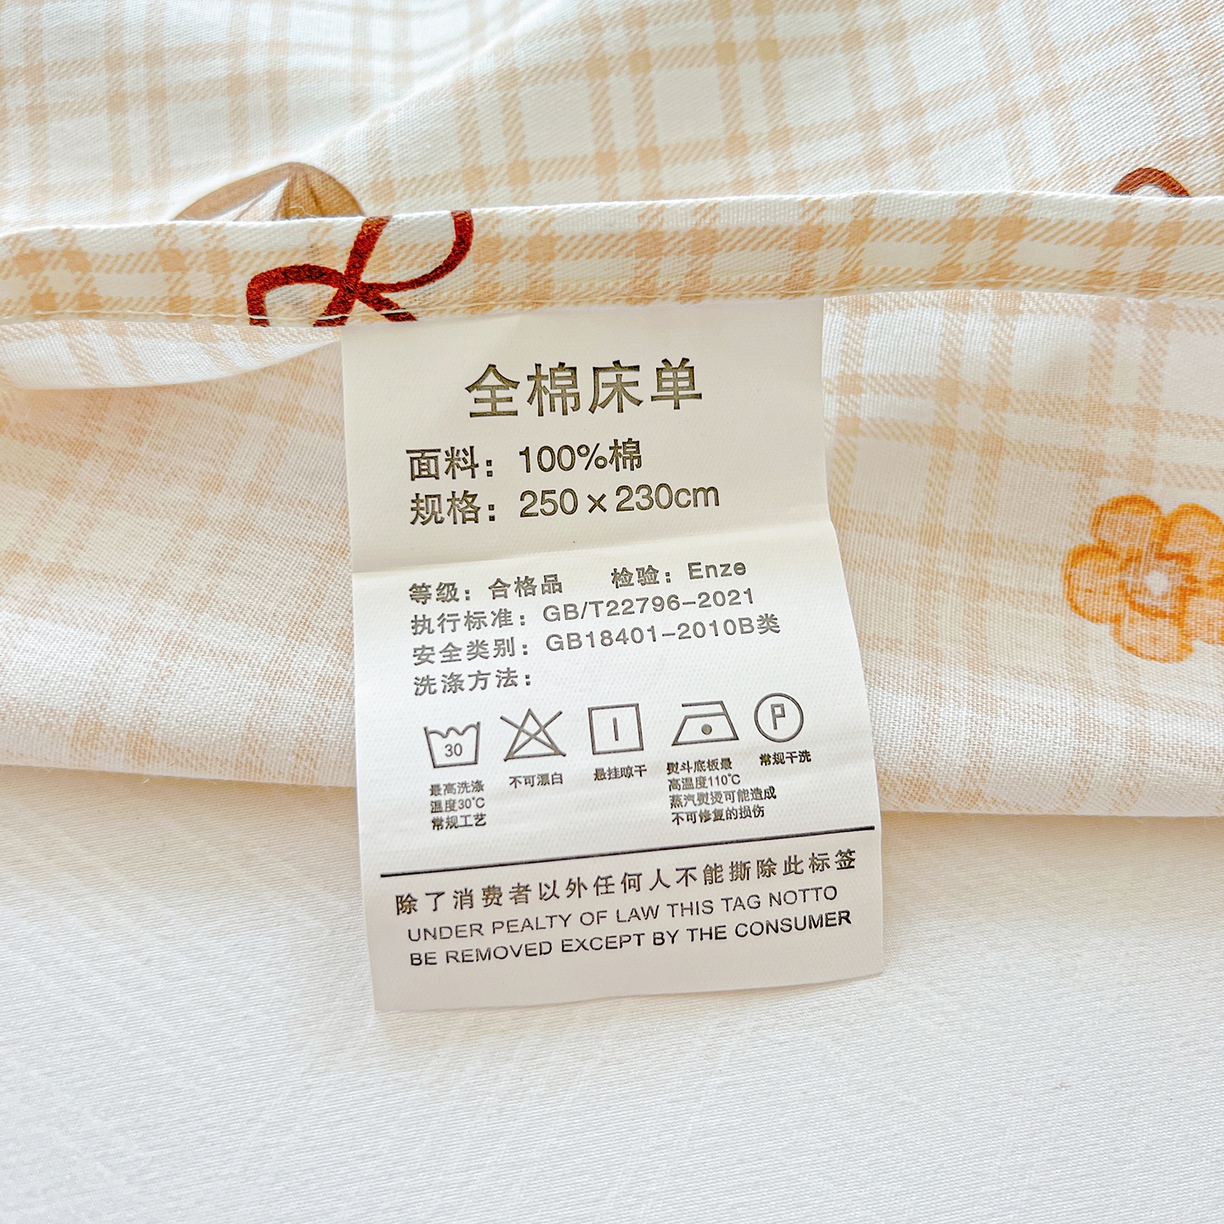 全棉床单
面料：100%棉
规格：250×230cm
等级：合格品 检验：Enze
执行标准：GB/T22796-2021
安全类别：GB18401-2010B类
洗涤方法：
30
P
最高洗涤
温度30℃
常规工艺
不可漂白
悬挂晾干
熨斗底板最
高温度110℃
蒸汽熨烫可能造成
不可修复的损伤
常规干洗
除了消费者以外任何人不能撕除此标签
UNDER PEALTY OF LAW THIS TAG NOTTO
BE REMOVED EXCEPT BY THE CONSUMER